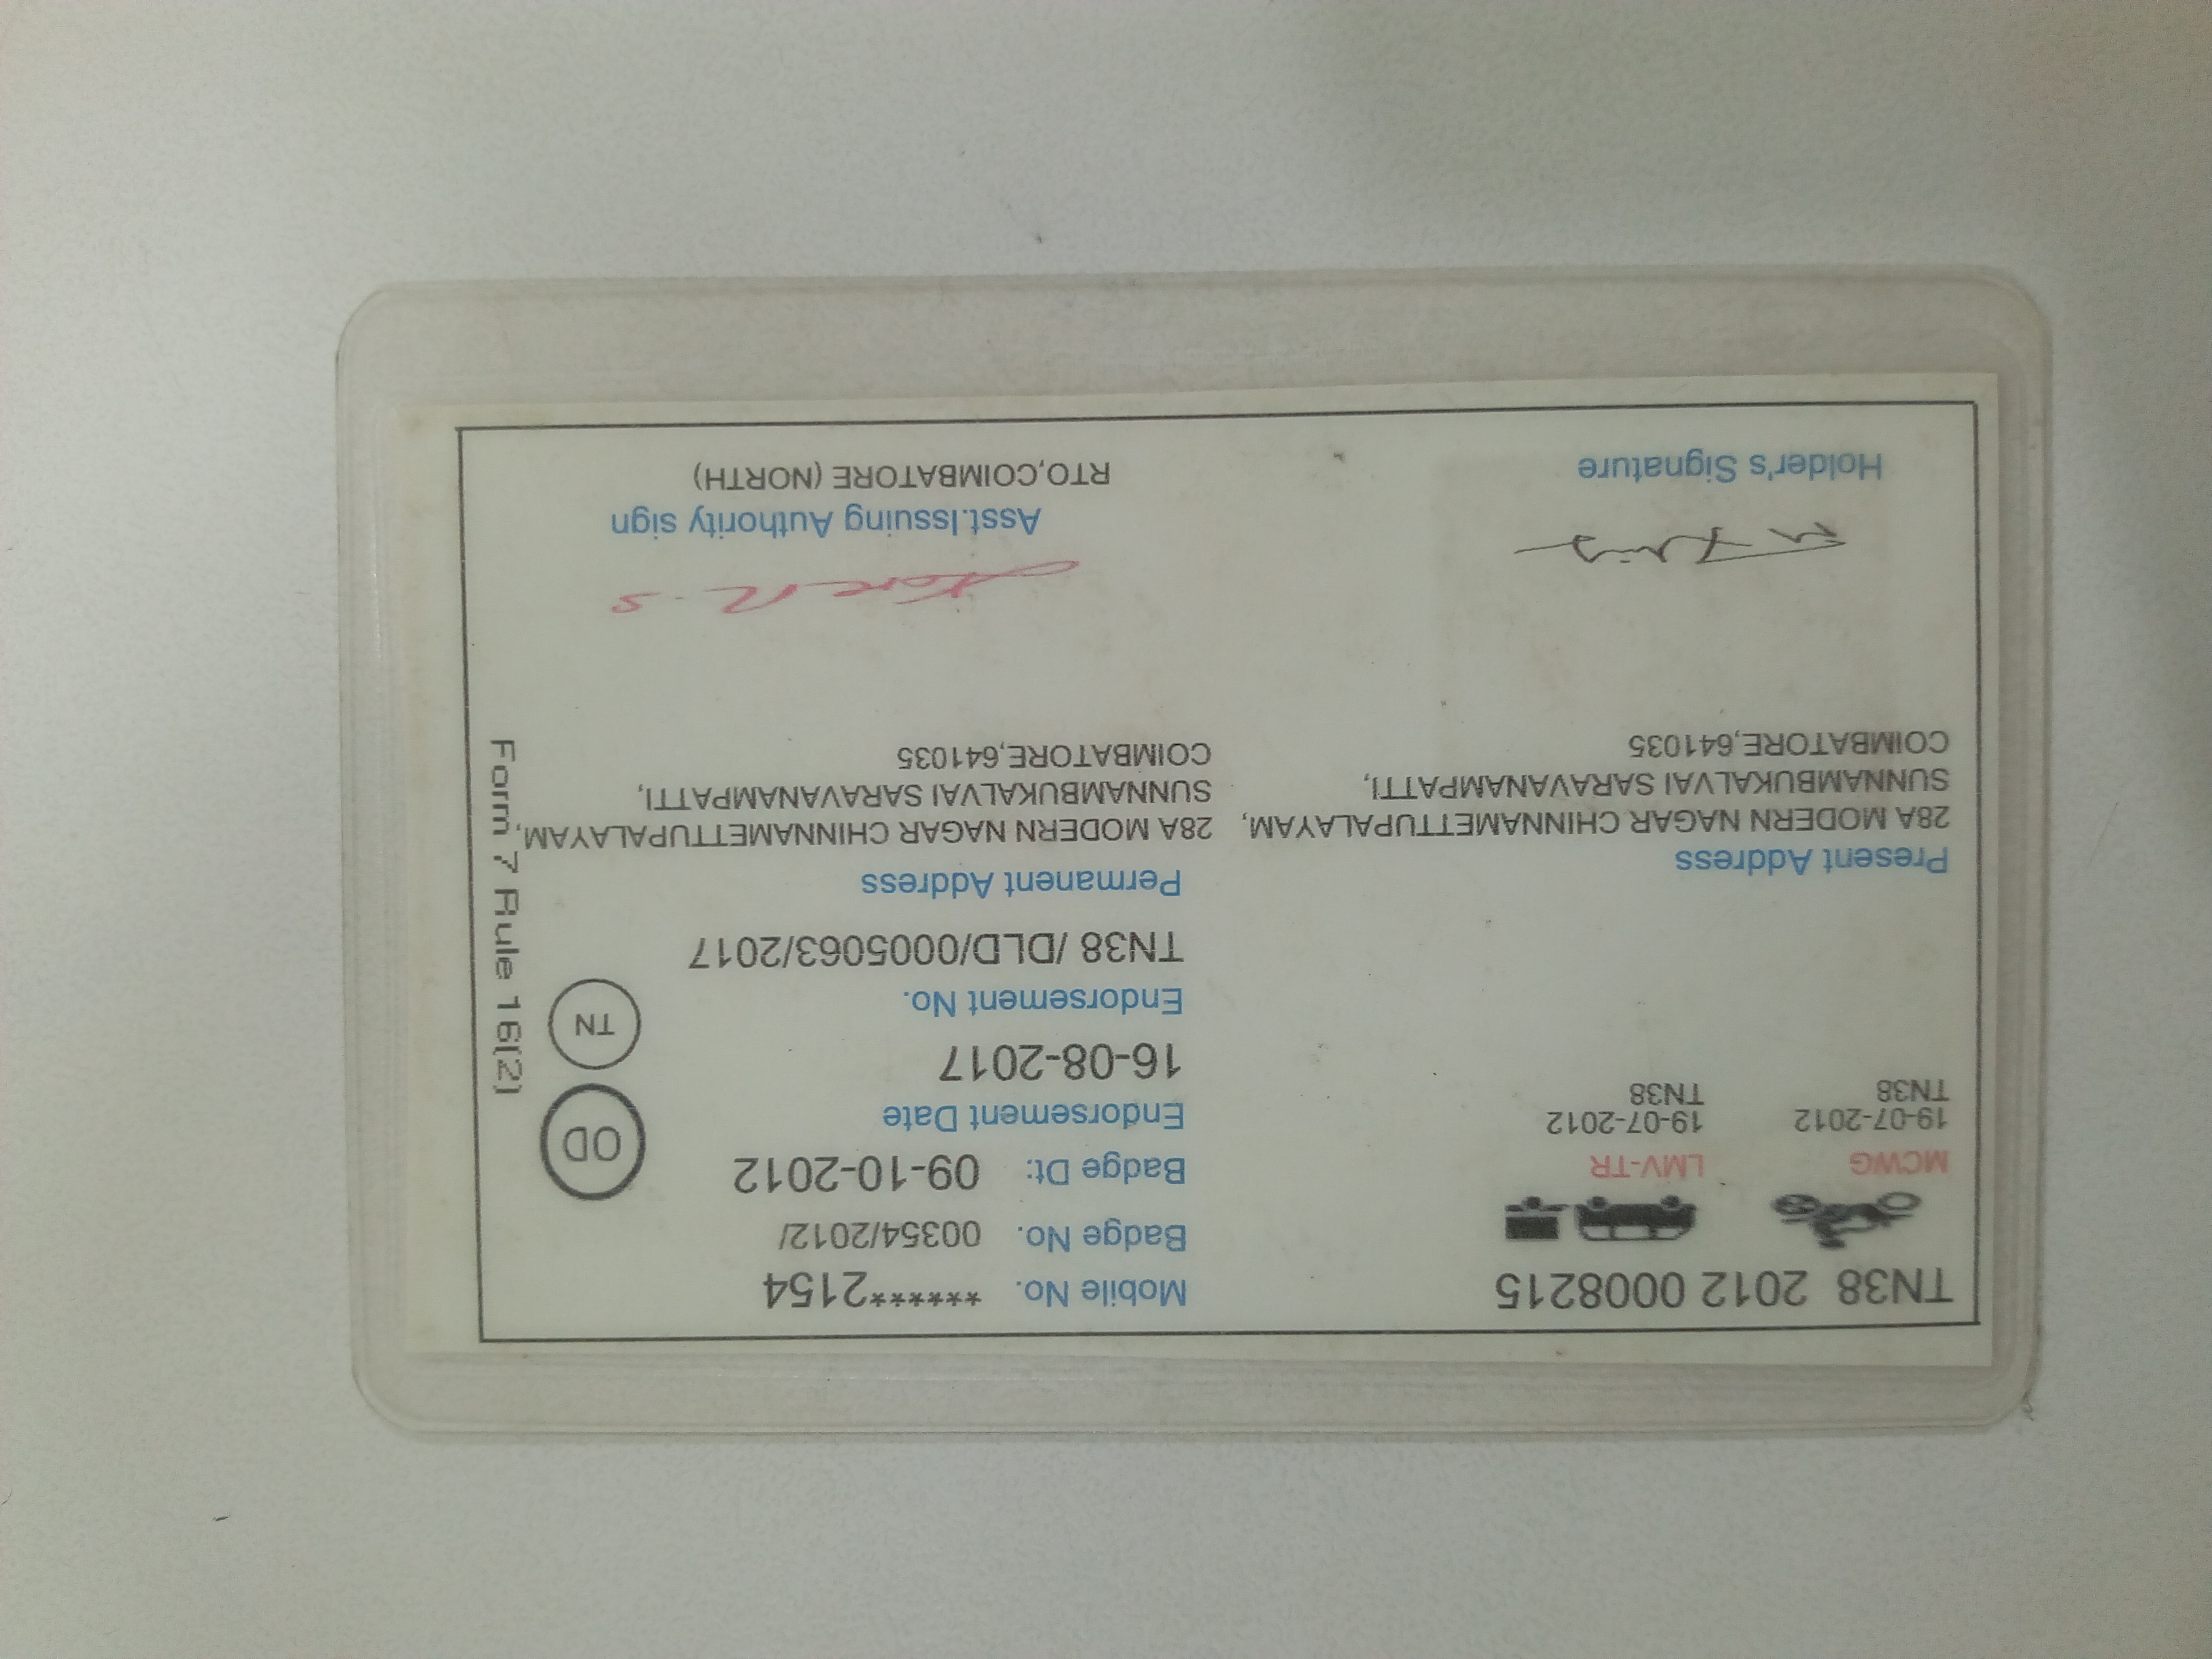 TN38 2012 0008215
MCWG
19-07-2012
TN38
LMV-TR
19-07-2012
TN38
Present Address
28A MODERN NAGAR CHINNAMETTUPALAYAM,
SUNNAMBUKALVAI SARAVANAMPATTI,
COIMBATORE,641035
Holder's Signature
Mobile No. ******2154
Badge No. 00354/2012/
Badge Dt: 09-10-2012
Endorsement Date
16-08-2017
Endorsement No.
TN38 /DLD/0005063/2017
Permanent Address
28A MODERN NAGAR CHINNAMETTUPALAYAM,
SUNNAMBUKALVAI SARAVANAMPATTI,
COIMBATORE,641035
Asst.Issuing Authority sign
RTO,COIMBATORE (NORTH)
OD
TN
Form 7 Rule 16(2)